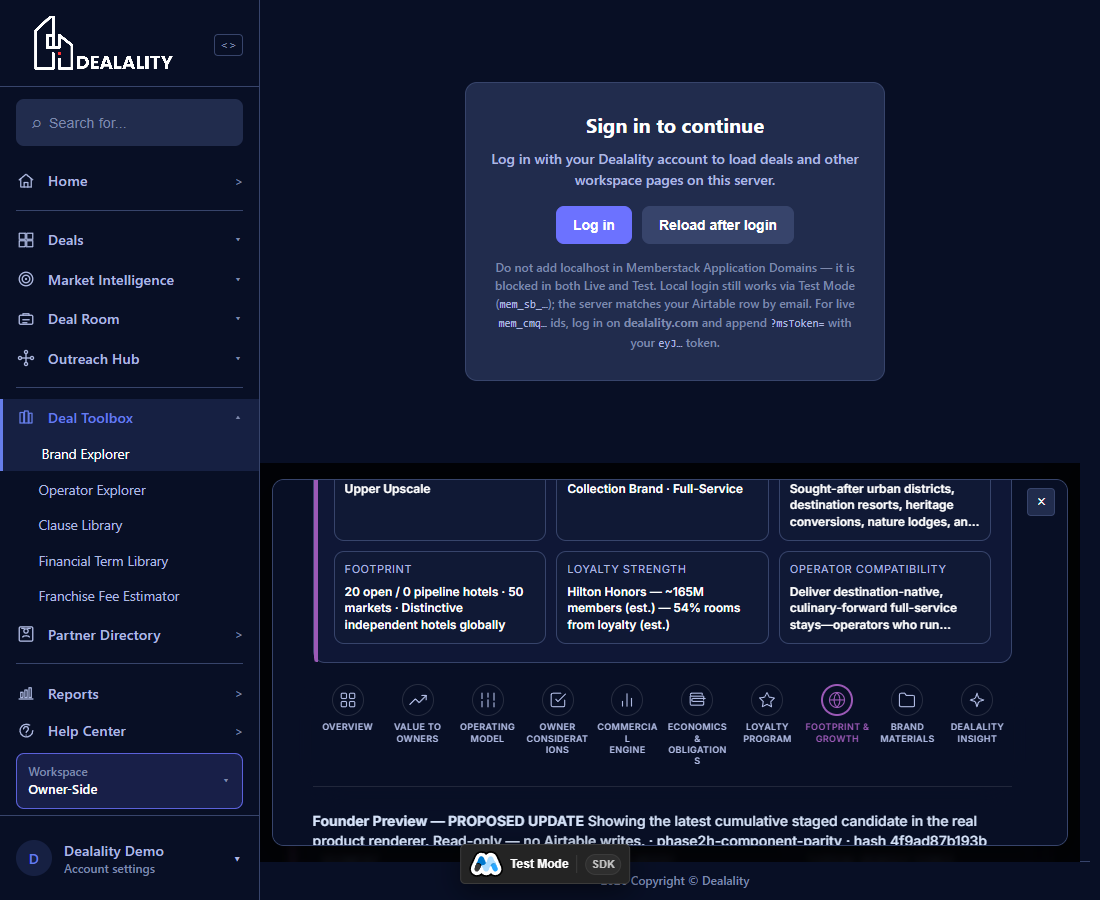 DEALALITY
<>
Search for...
Home
Deals
Market Intelligence
Deal Room
Outreach Hub
Deal Toolbox
Brand Explorer
Operator Explorer
Clause Library
Financial Term Library
Franchise Fee Estimator
Partner Directory
Reports
Help Center
Workspace
Owner-Side
D
Dealality Demo
Account settings
Sign in to continue
Log in with your Dealality account to load deals and other
workspace pages on this server.
Log in
Reload after login
Do not add localhost in Memberstack Application Domains — it is
blocked in both Live and Test. Local login still works via Test Mode
(mem_sb_…); the server matches your Airtable row by email. For live
mem_cmq… ids, log in on dealality.com and append ?msToken= with
your eyJ… token.
×
Upper Upscale
Collection Brand · Full-Service
Sought-after urban districts,
destination resorts, heritage
conversions, nature lodges, an...
FOOTPRINT
20 open / 0 pipeline hotels · 50
markets · Distinctive
independent hotels globally
LOYALTY STRENGTH
Hilton Honors — ~165M
members (est.) — 54% rooms
from loyalty (est.)
OPERATOR COMPATIBILITY
Deliver destination-native,
culinary-forward full-service
stays—operators who run...
OVERVIEW
VALUE TO
OWNERS
OPERATING
MODEL
OWNER
CONSIDERAT
IONS
COMMERCIA
L
ENGINE
ECONOMICS
&
OBLIGATION
S
LOYALTY
PROGRAM
FOOTPRINT &
GROWTH
BRAND
MATERIALS
DEALALITY
INSIGHT
Founder Preview — PROPOSED UPDATE Showing the latest cumulative staged candidate in the real
product renderer. Read-only — no Airtable writes. · phase2h-component-parity · hash 4f9ad87b193b
Test Mode
SDK
Copyright © Dealality